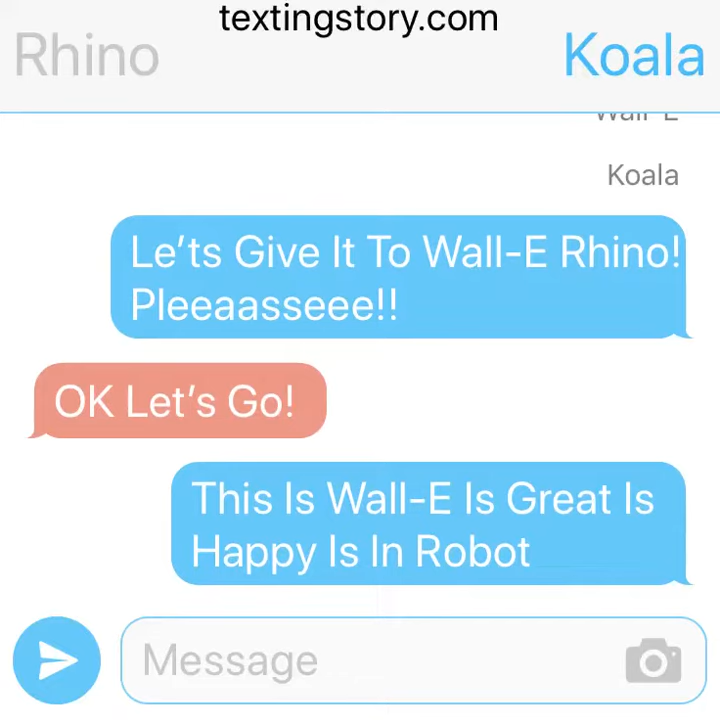 textingstory.com
Rhino
Koala
Wall-E
Koala
Le'ts Give It To Wall-E Rhino!
Pleeaasseee!!
OK Let's Go!
This Is Wall-E Is Great Is
Happy Is In Robot
Message